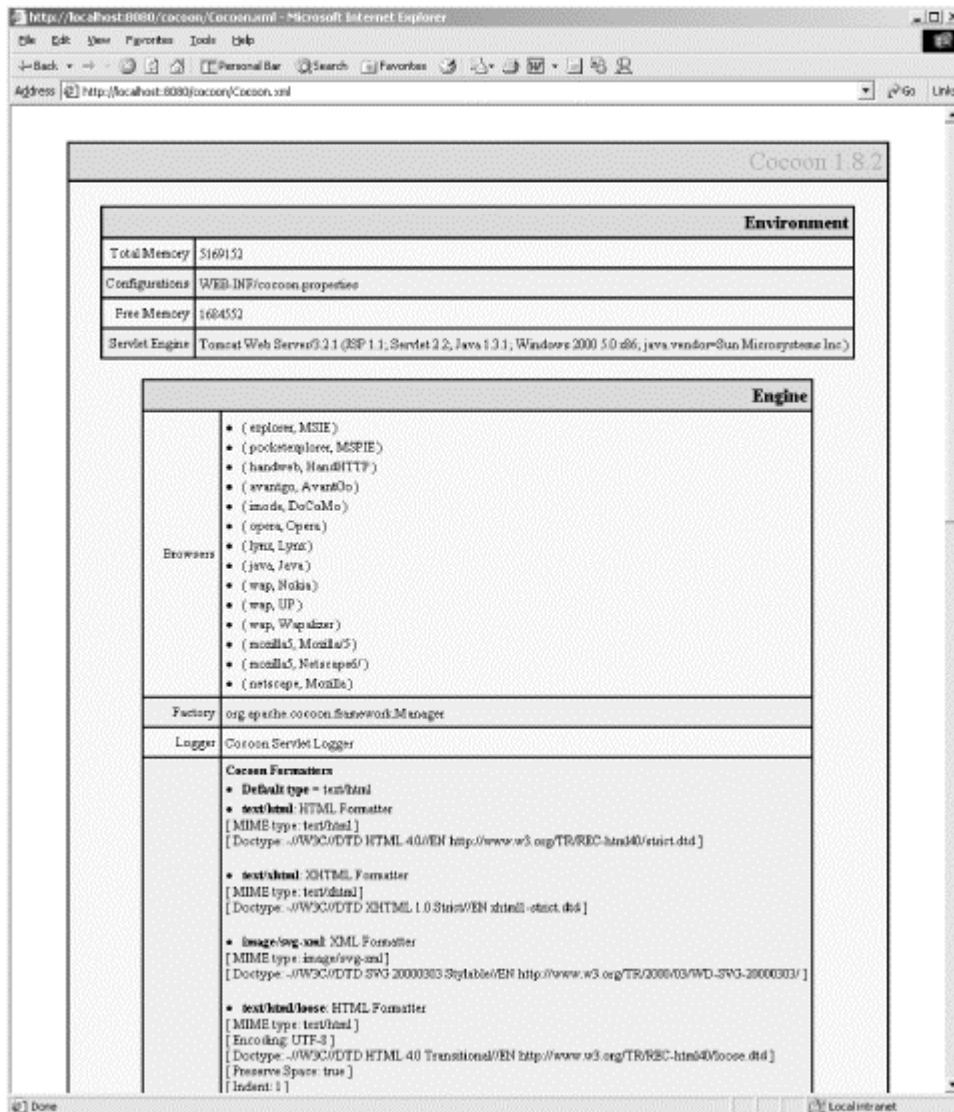 http://localhost:8080/cocoon/Cocoon.xml - Microsoft Internet Explorer
File Edit View Favorites Tools Help
Back Personal Bar Search Favorites
Address http://localhost:8080/cocoon/Cocoon.xml Go Links
Cocoon 1.8.2
Environment
Total Memory 5169152
Configurations WEB-INF/cocoon.properties
Free Memory 1684552
Servlet Engine Tomcat Web Server/3.2.1 (JSP 1.1; Servlet 2.2; Java 1.3.1; Windows 2000 5.0 x86; java.vendor=Sun Microsystems Inc.)
Engine
Browsers
• ( explorer, MSIE )
• ( pocketexplorer, MSPIE )
• ( handweb, HandHTTP )
• ( avantgo, AvantGo )
• ( imode, DoCoMo )
• ( opera, Opera )
• ( lynx, Lynx )
• ( java, Java )
• ( wap, Nokia )
• ( wap, UP )
• ( wap, Wapalizer )
• ( mozilla5, Mozilla/5 )
• ( mozilla5, Netscape6/ )
• ( netscape, Mozilla )
Factory org.apache.cocoon.framework.Manager
Logger Cocoon Servlet Logger
Cocoon Formatters
• Default type = text/html
• text/html: HTML Formatter
[ MIME type: text/html ]
[ Doctype: -//W3C//DTD HTML 4.0//EN http://www.w3.org/TR/REC-html40/strict.dtd ]
• text/xhtml: XHTML Formatter
[ MIME type: text/xhtml ]
[ Doctype: -//W3C//DTD XHTML 1.0 Strict//EN xhtml1-strict.dtd ]
• image/svg-xml: XML Formatter
[ MIME type: image/svg-xml ]
[ Doctype: -//W3C//DTD SVG 20000303 Stylable//EN http://www.w3.org/TR/2000/03/WD-SVG-20000303/ ]
• text/html/loose: HTML Formatter
[ MIME type: text/html ]
[ Encoding: UTF-8 ]
[ Doctype: -//W3C//DTD HTML 4.0 Transitional//EN http://www.w3.org/TR/REC-html40/loose.dtd ]
[ Preserve Space: true ]
[ Indent: 1 ]
Done Local intranet